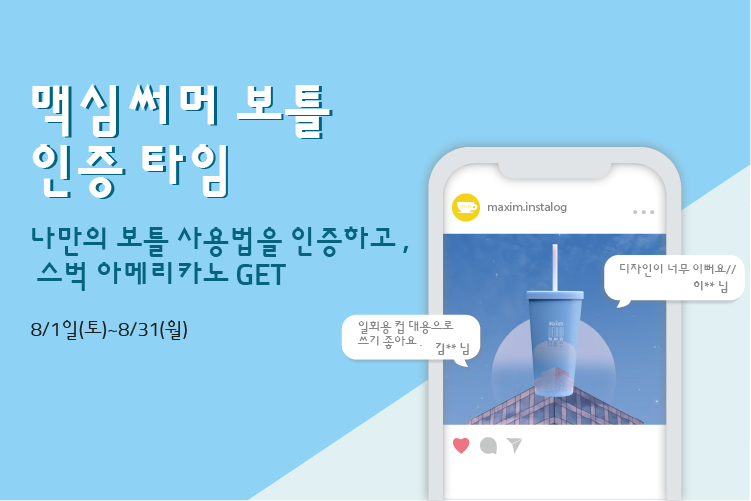 맥심써머 보틀
인증 타임
나만의 보틀 사용법을 인증하고,
스벅 아메리카노 GET
8/1일(토)~8/31(월)
maxim.instalog
디자인이 너무 이뻐요//
이** 님
일회용 컵 대용으로
쓰기 좋아요.
김** 님